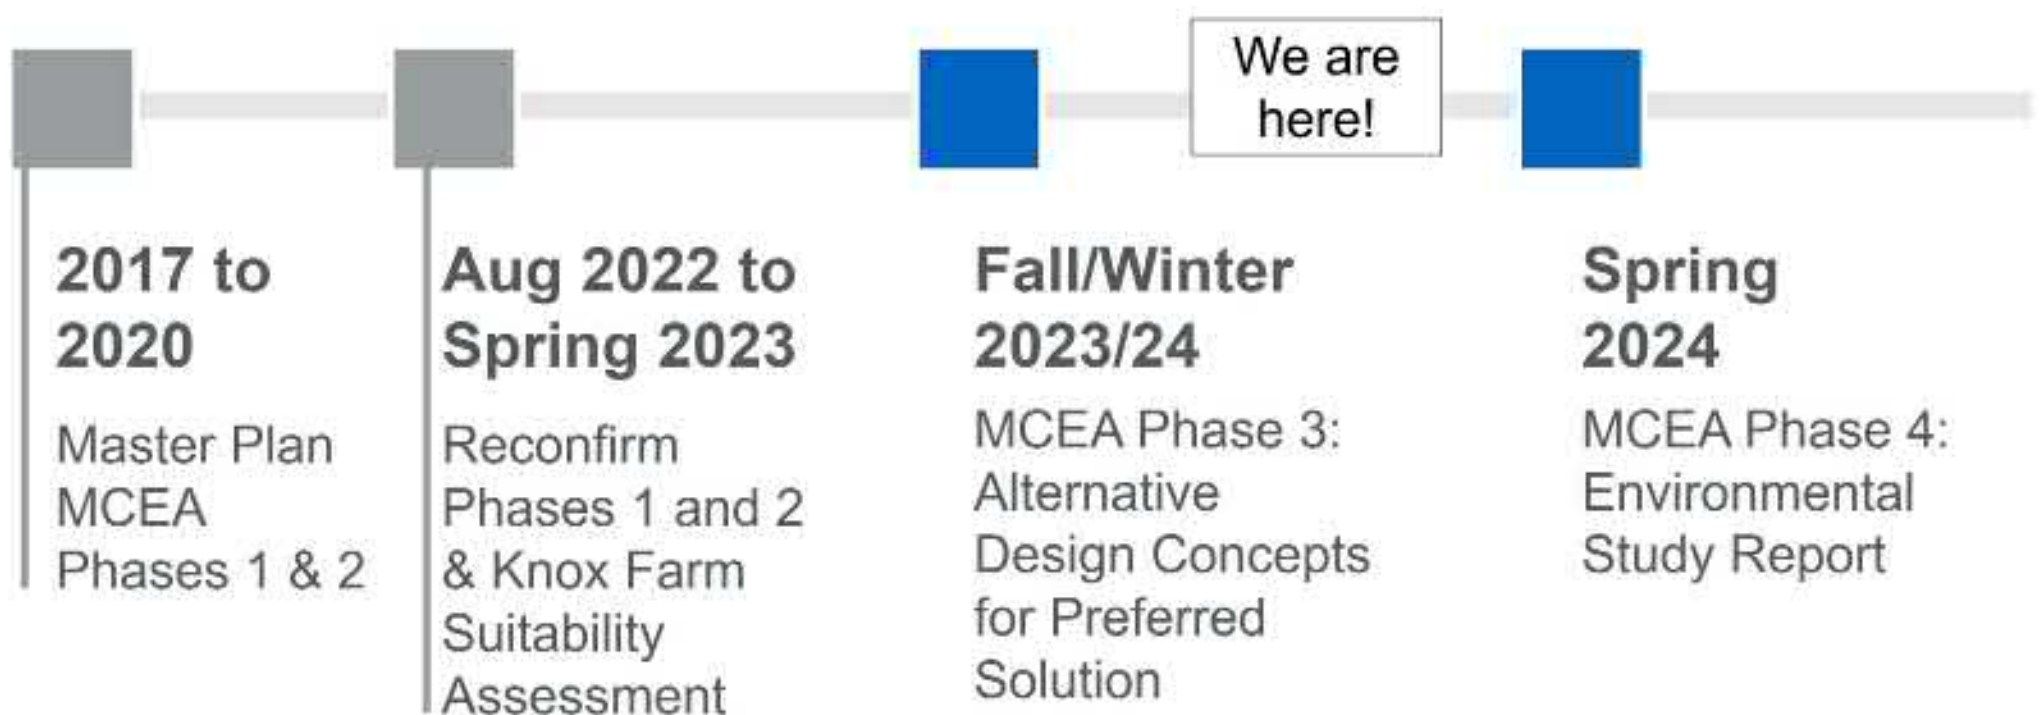 We are
here!
2017 to
2020
Master Plan
MCEA
Phases 1 & 2
Aug 2022 to
Spring 2023
Reconfirm
Phases 1 and 2
& Knox Farm
Suitability
Assessment
Fall/Winter
2023/24
MCEA Phase 3:
Alternative
Design Concepts
for Preferred
Solution
Spring
2024
MCEA Phase 4:
Environmental
Study Report